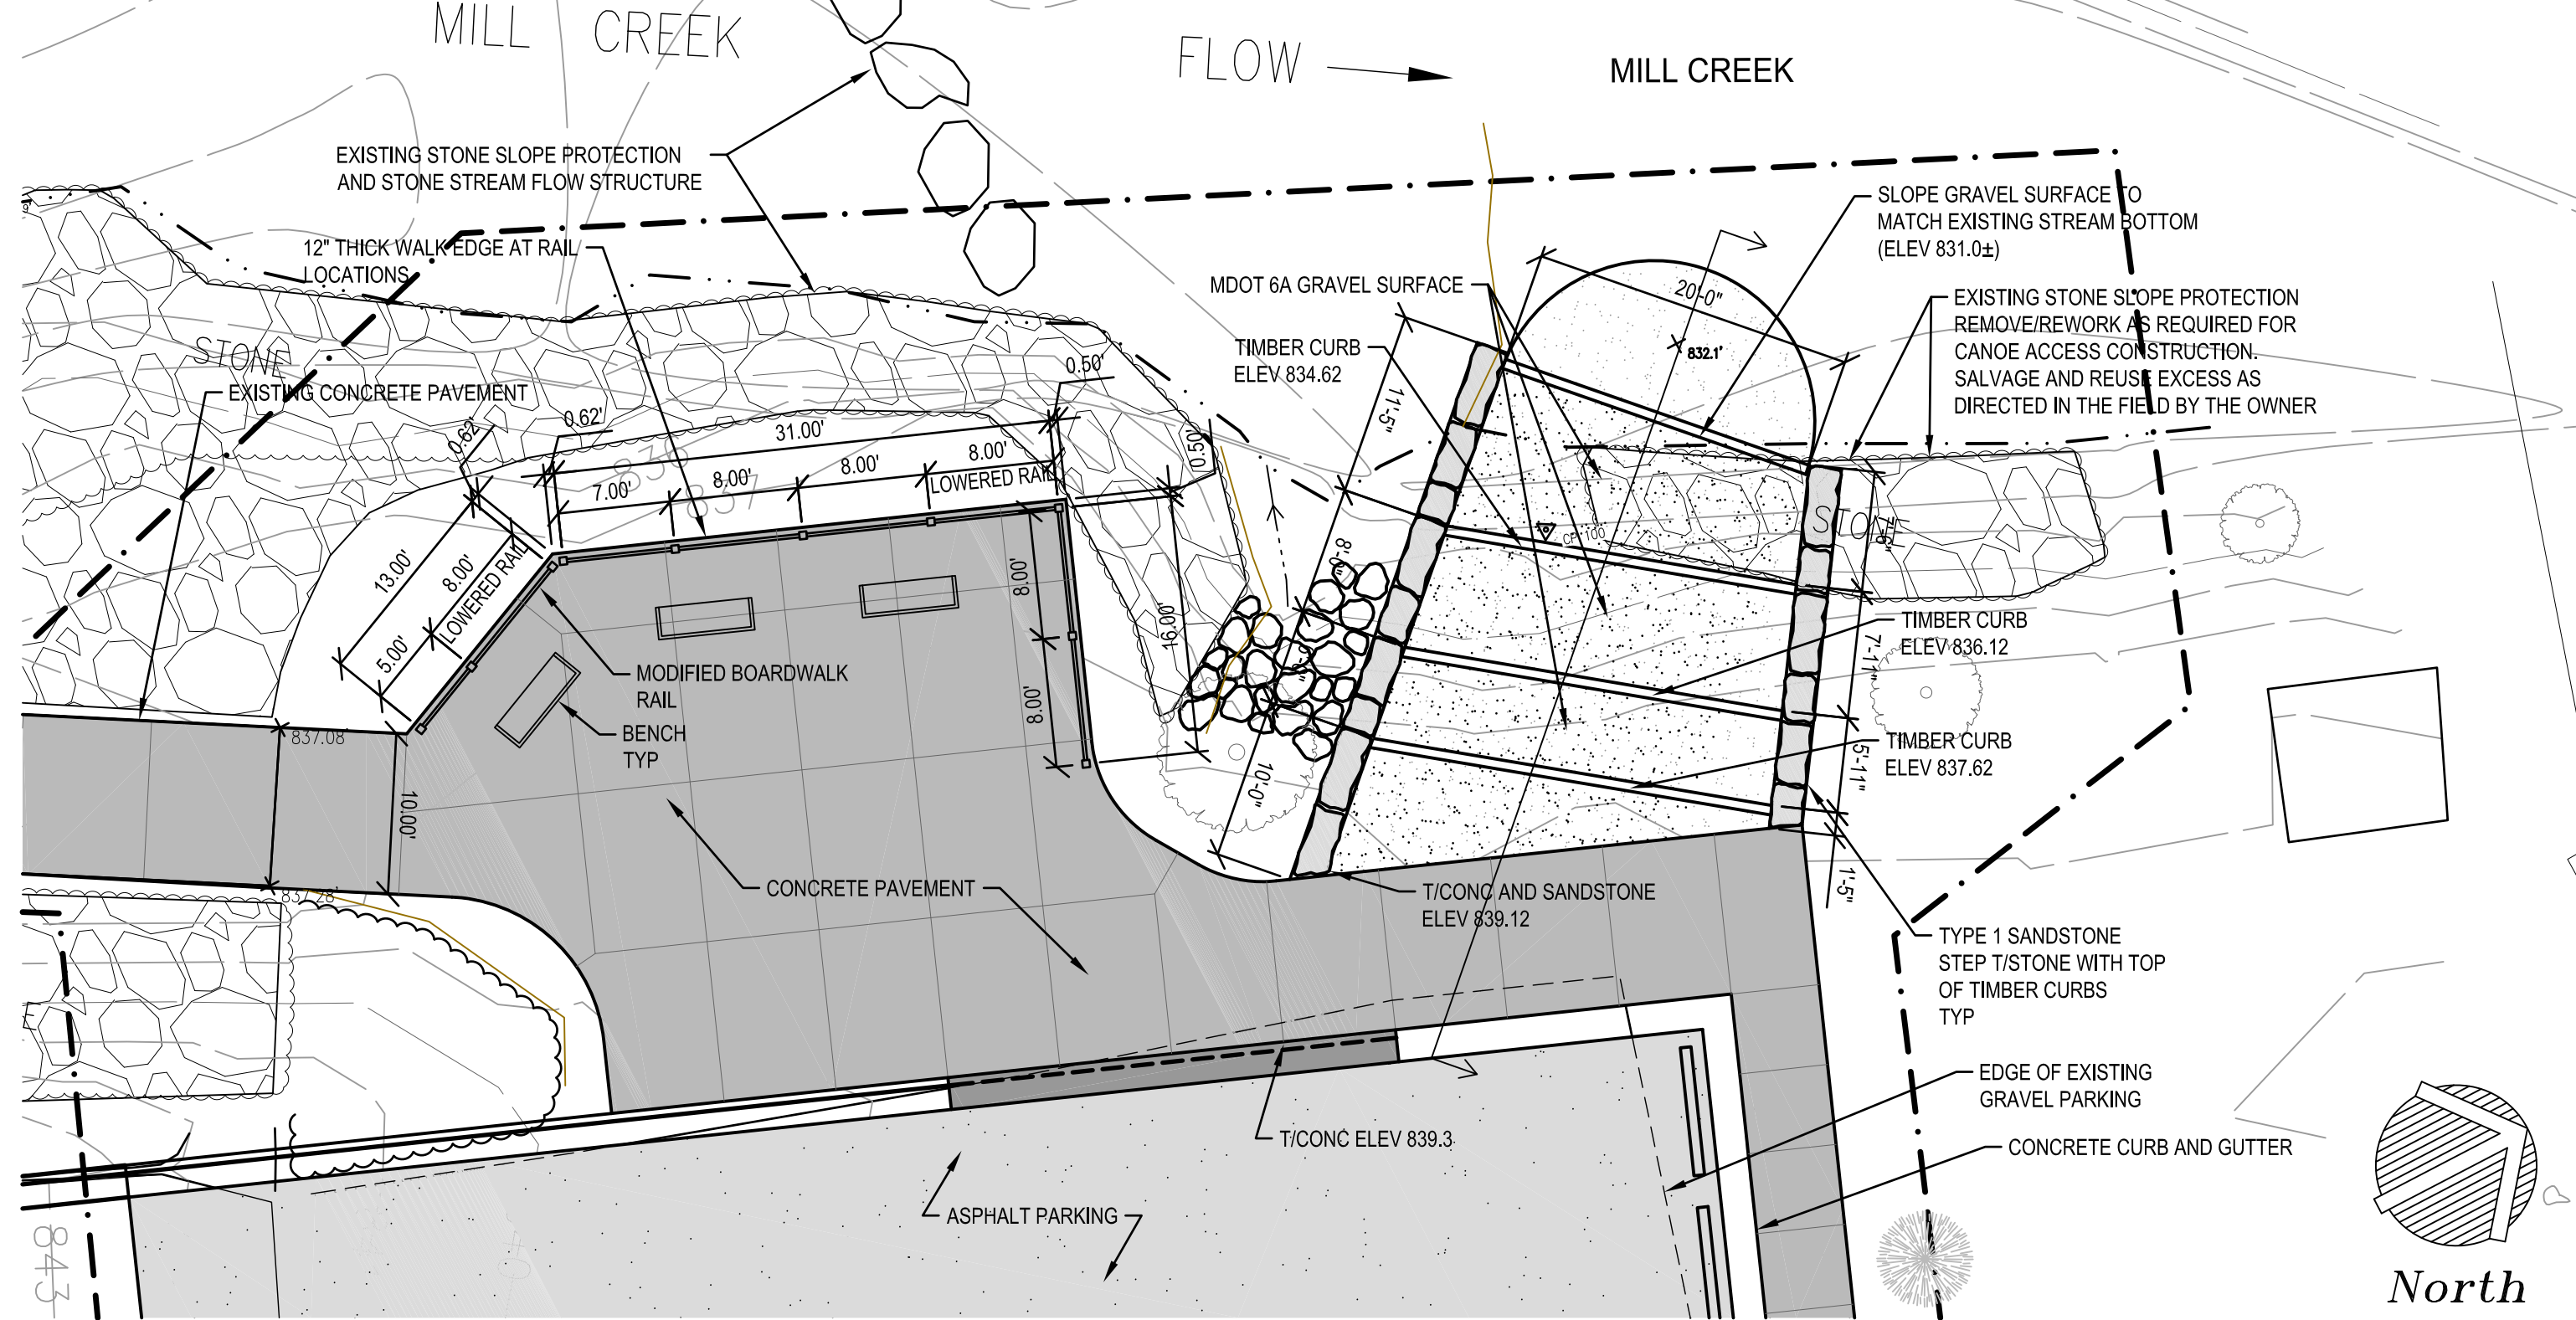 MILL CREEK
FLOW
MILL CREEK
EXISTING STONE SLOPE PROTECTION
AND STONE STREAM FLOW STRUCTURE
12" THICK WALK EDGE AT RAIL
LOCATIONS
STONE
EXISTING CONCRETE PAVEMENT
SLOPE GRAVEL SURFACE TO
MATCH EXISTING STREAM BOTTOM
(ELEV 831.0±)
MDOT 6A GRAVEL SURFACE
20'-0"
832.1'
TIMBER CURB
ELEV 834.62
EXISTING STONE SLOPE PROTECTION
REMOVE/REWORK AS REQUIRED FOR
CANOE ACCESS CONSTRUCTION.
SALVAGE AND REUSE EXCESS AS
DIRECTED IN THE FIELD BY THE OWNER
0.62'
0.62'
31.00'
0.50'
0.50'
7.00'
8.00'
8.00'
8.00'
LOWERED RAIL
837
13.00'
8.00'
LOWERED RAIL
5.00'
8.00'
8.00'
19.00'
11'-5"
8'-0"
10'-0"
CP 100
STONE
7'-6"
7'-11"
5'-11"
1'-5"
TIMBER CURB
ELEV 836.12
TIMBER CURB
ELEV 837.62
MODIFIED BOARDWALK
RAIL
BENCH
TYP
837.08'
10.00'
837.28'
CONCRETE PAVEMENT
T/CONC AND SANDSTONE
ELEV 839.12
TYPE 1 SANDSTONE
STEP T/STONE WITH TOP
OF TIMBER CURBS
TYP
EDGE OF EXISTING
GRAVEL PARKING
CONCRETE CURB AND GUTTER
T/CONC ELEV 839.3
ASPHALT PARKING
843
North